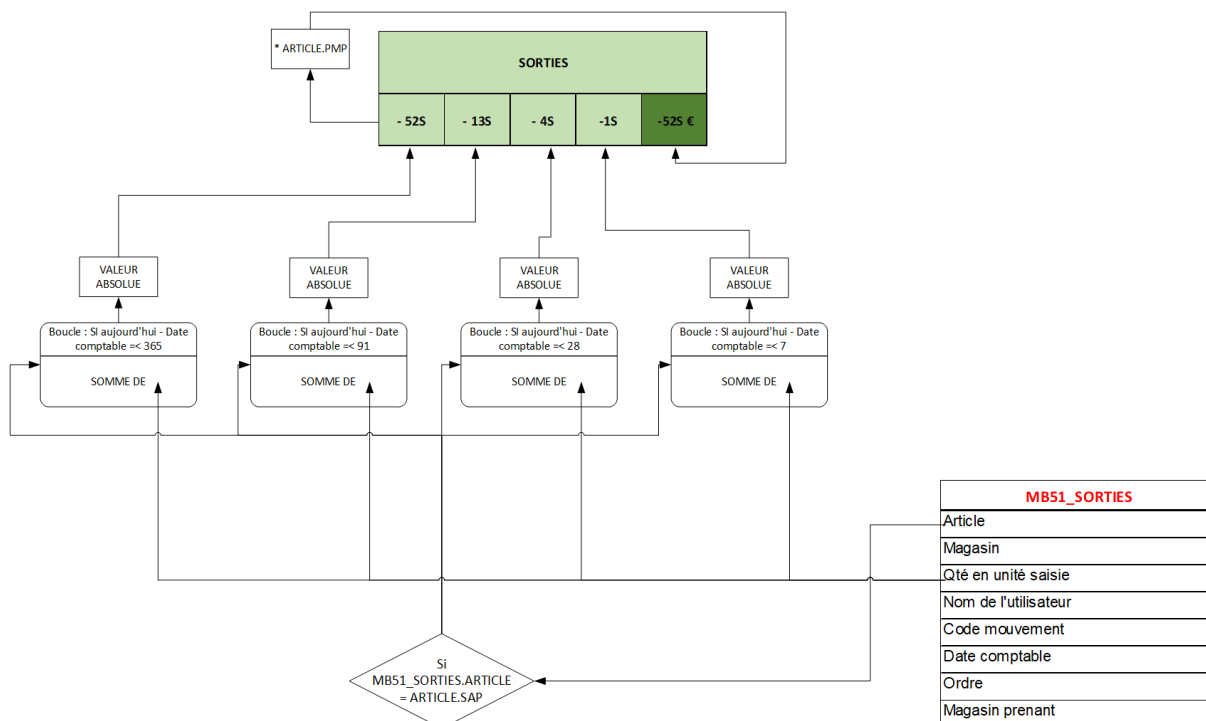 * ARTICLE.PMP
SORTIES
- 52S
- 13S
- 4S
-1S
-52S €
VALEUR
ABSOLUE
VALEUR
ABSOLUE
VALEUR
ABSOLUE
VALEUR
ABSOLUE
Boucle : SI aujourd'hui - Date
comptable =< 365
SOMME DE
Boucle : SI aujourd'hui - Date
comptable =< 91
SOMME DE
Boucle : SI aujourd'hui - Date
comptable =< 28
SOMME DE
Boucle : SI aujourd'hui - Date
comptable =< 7
SOMME DE
MB51_SORTIES
Article
Magasin
Qté en unité saisie
Nom de l'utilisateur
Code mouvement
Date comptable
Ordre
Magasin prenant
Si
MB51_SORTIES.ARTICLE
= ARTICLE.SAP